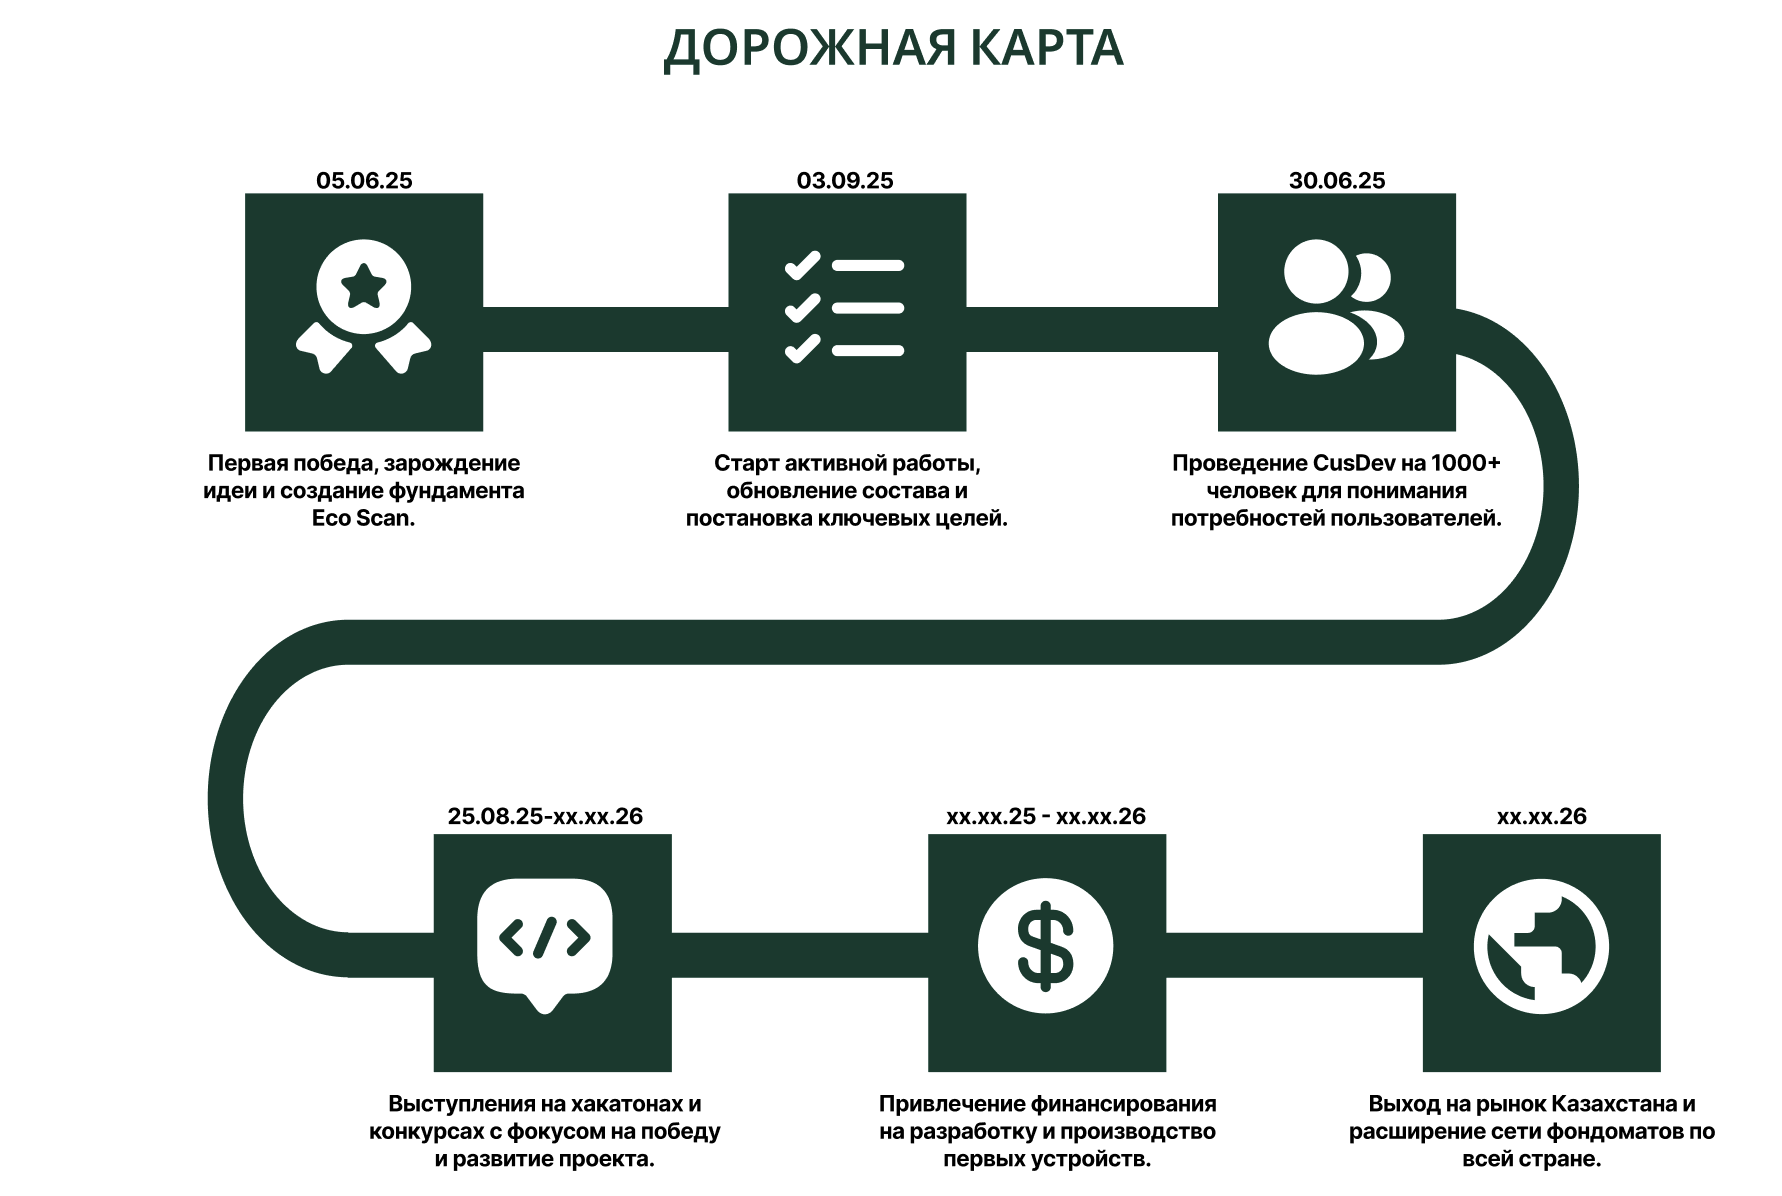 ДОРОЖНАЯ КАРТА
05.06.25
Первая победа, зарождение
идеи и создание фундамента
Eco Scan.
03.09.25
Старт активной работы,
обновление состава и
постановка ключевых целей.
30.06.25
Проведение CusDev на 1000+
человек для понимания
потребностей пользователей.
25.08.25-xx.xx.26
Выступления на хакатонах и
конкурсах с фокусом на победу
и развитие проекта.
xx.xx.25 - xx.xx.26
Привлечение финансирования
на разработку и производство
первых устройств.
xx.xx.26
Выход на рынок Казахстана и
расширение сети фондоматов по
всей стране.